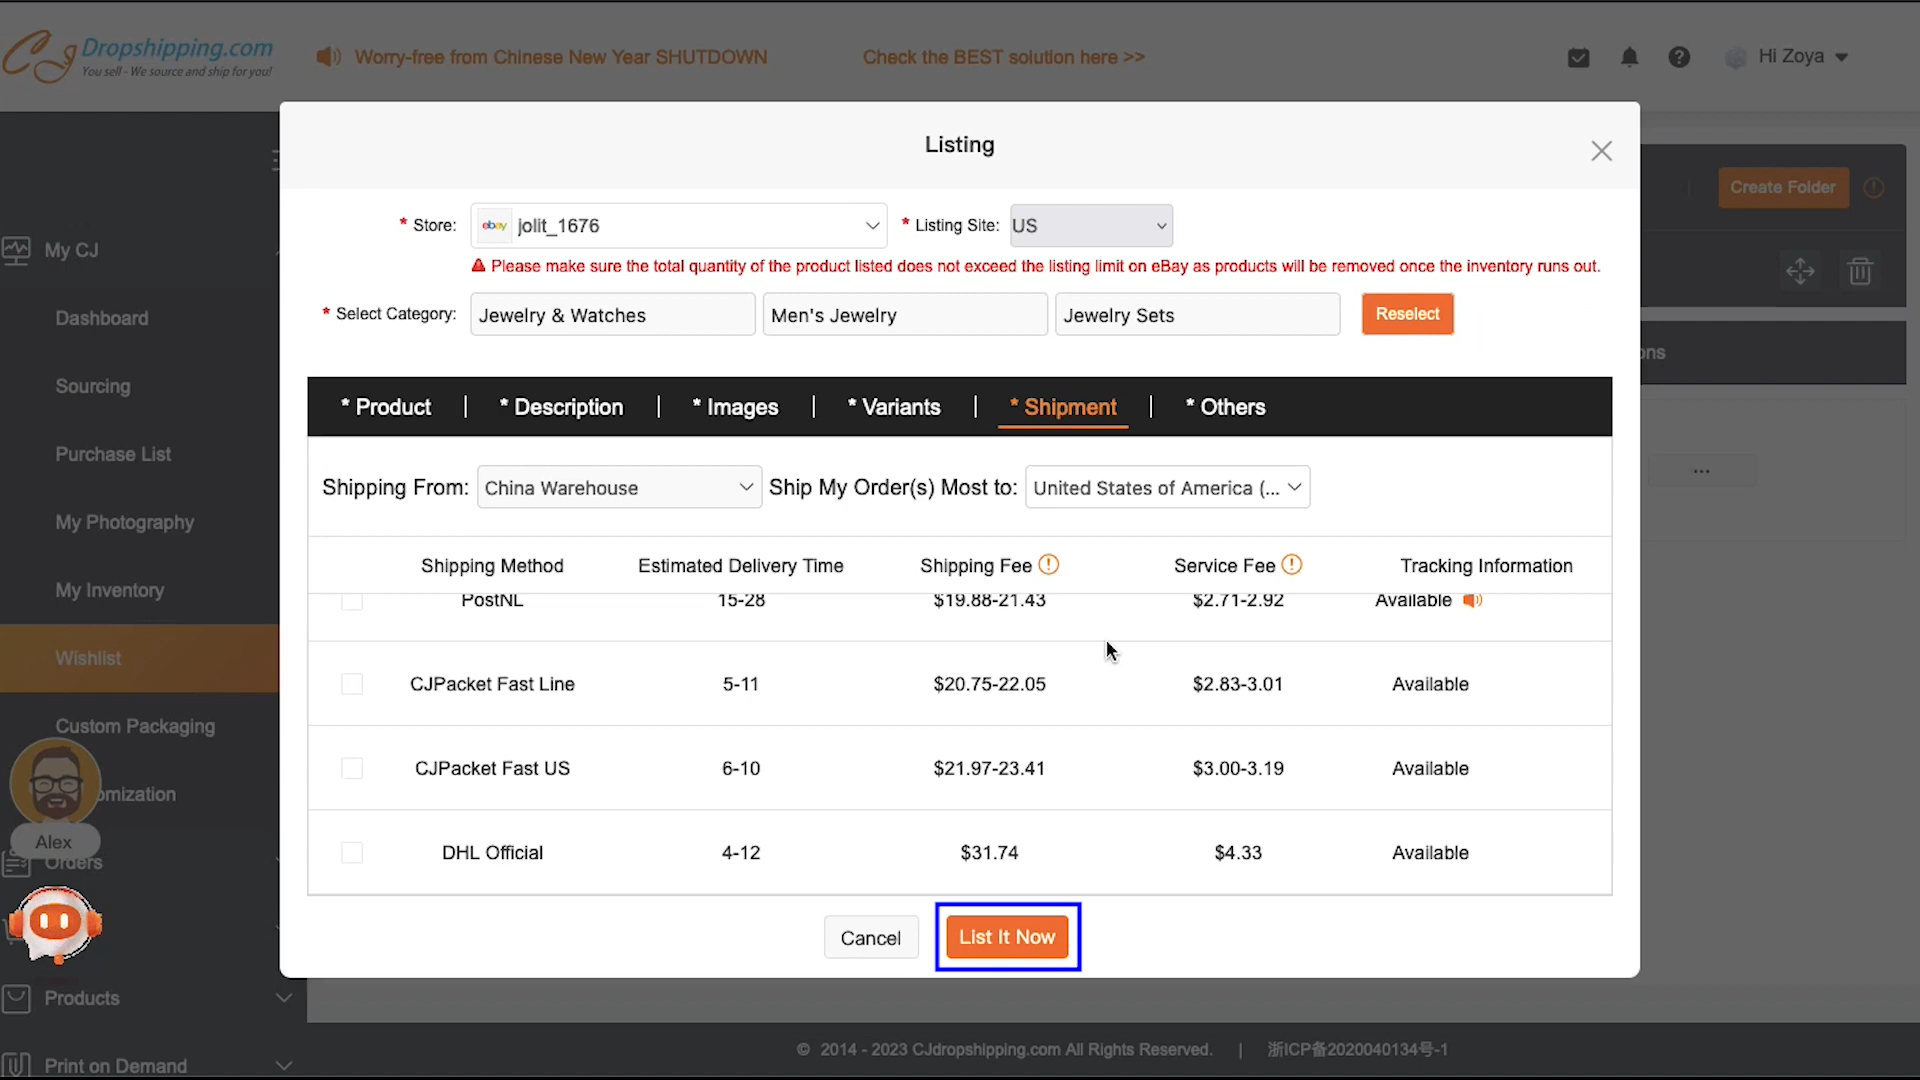 CJ Dropshipping.com
You sell - We source and ship for you!
Worry-free from Chinese New Year SHUTDOWN
Check the BEST solution here >>
Hi Zoya
Listing
Create Folder
* Store: ebay jolit_1676 * Listing Site: US
Please make sure the total quantity of the product listed does not exceed the listing limit on eBay as products will be removed once the inventory runs out.
* Select Category: Jewelry & Watches Men's Jewelry Jewelry Sets Reselect
ons
* Product | * Description | * Images | * Variants | * Shipment | * Others
Shipping From: China Warehouse Ship My Order(s) Most to: United States of America (...
...
Shipping Method Estimated Delivery Time Shipping Fee Service Fee Tracking Information
PostNL 15-28 $19.88-21.43 $2.71-2.92 Available
CJPacket Fast Line 5-11 $20.75-22.05 $2.83-3.01 Available
CJPacket Fast US 6-10 $21.97-23.41 $3.00-3.19 Available
DHL Official 4-12 $31.74 $4.33 Available
Cancel List It Now
My CJ
Dashboard
Sourcing
Purchase List
My Photography
My Inventory
Wishlist
Custom Packaging
omization
Alex
Orders
Products
Print on Demand
© 2014 - 2023 CJdropshipping.com All Rights Reserved. | 浙ICP备2020040134号-1